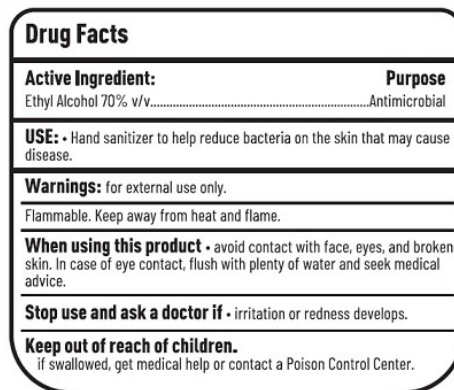 Drug Facts
Active Ingredient: Purpose
Ethyl Alcohol 70% v/v.......................................................................Antimicrobial
USE: • Hand sanitizer to help reduce bacteria on the skin that may cause
disease.
Warnings: for external use only.
Flammable. Keep away from heat and flame.
When using this product • avoid contact with face, eyes, and broken
skin. In case of eye contact, flush with plenty of water and seek medical
advice.
Stop use and ask a doctor if • irritation or redness develops.
Keep out of reach of children.
if swallowed, get medical help or contact a Poison Control Center.